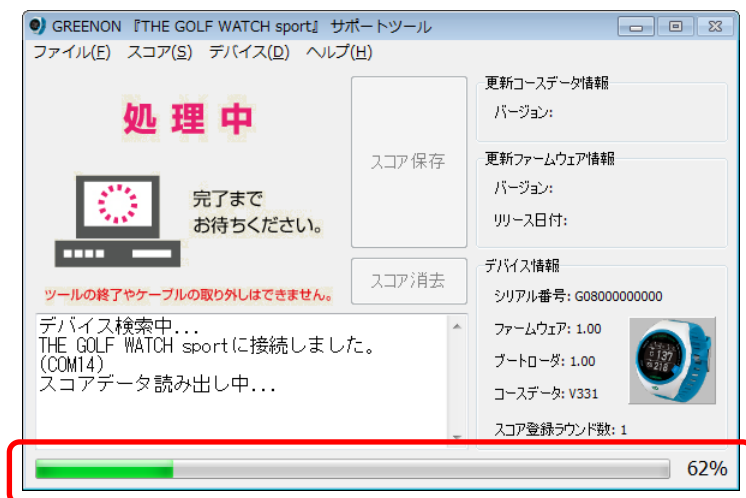 GREENON 『THE GOLF WATCH sport』 サポートツール
ファイル(F) スコア(S) デバイス(D) ヘルプ(H)
処理中
完了まで
お待ちください。
ツールの終了やケーブルの取り外しはできません。
スコア保存
スコア消去
更新コースデータ情報
バージョン:
更新ファームウェア情報
バージョン:
リリース日付:
デバイス情報
シリアル番号: G08000000000
ファームウェア: 1.00
ブートローダ: 1.00
コースデータ: V331
スコア登録ラウンド数: 1
137
218
デバイス検索中...
THE GOLF WATCH sportに接続しました。
(COM14)
スコアデータ読み出し中...
62%